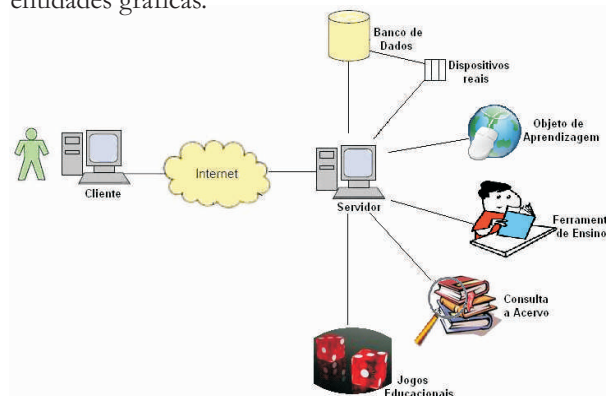 entidades gráficas.
Banco de
Dados
Dispositivos
reais
Objeto de
Aprendizagem
Internet
Cliente
Servidor
Ferrament
de Ensino
Consulta
a Acervo
Jogos
Educacionais